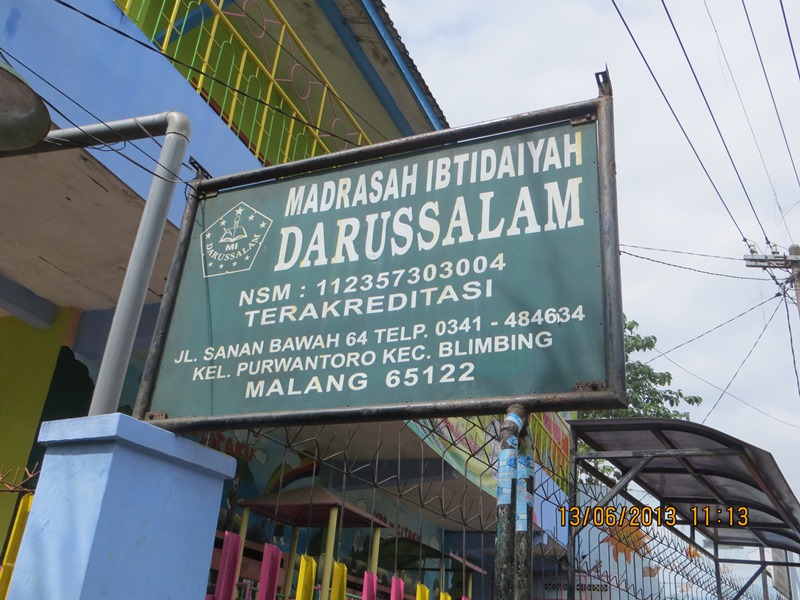 MADRASAH IBTIDAIYAH
DARUSSALAM
MI
DARUSSALAM
NSM : 112357303004
TERAKREDITASI
JL. SANAN BAWAH 64 TELP. 0341 - 484634
KEL. PURWANTORO KEC. BLIMBING
MALANG 65122
13/06/2013 11:13